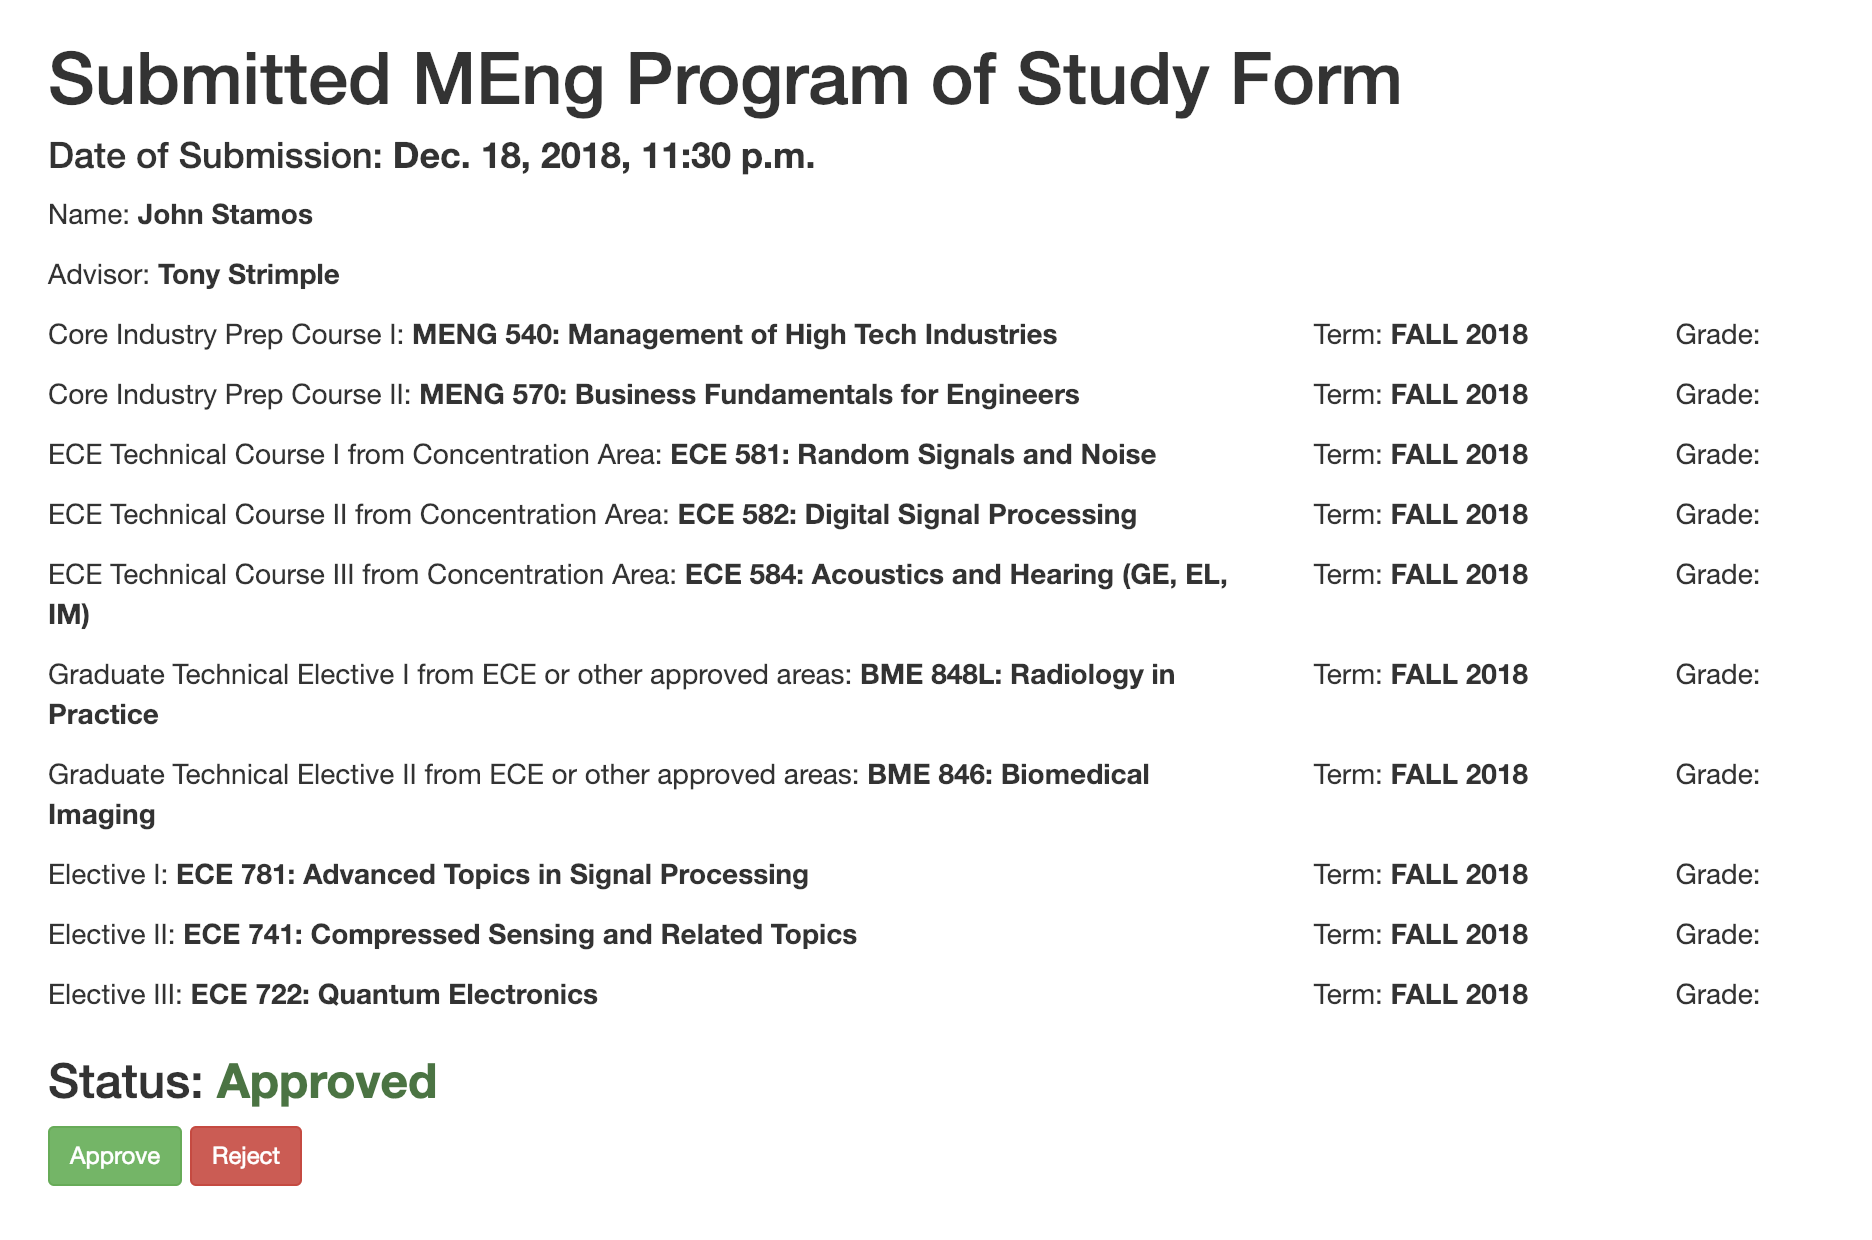 Submitted MEng Program of Study Form
Date of Submission: Dec. 18, 2018, 11:30 p.m.
Name: John Stamos
Advisor: Tony Strimple
Core Industry Prep Course I: MENG 540: Management of High Tech Industries Term: FALL 2018 Grade:
Core Industry Prep Course II: MENG 570: Business Fundamentals for Engineers Term: FALL 2018 Grade:
ECE Technical Course I from Concentration Area: ECE 581: Random Signals and Noise Term: FALL 2018 Grade:
ECE Technical Course II from Concentration Area: ECE 582: Digital Signal Processing Term: FALL 2018 Grade:
ECE Technical Course III from Concentration Area: ECE 584: Acoustics and Hearing (GE, EL, Term: FALL 2018 Grade:
IM)
Graduate Technical Elective I from ECE or other approved areas: BME 848L: Radiology in Term: FALL 2018 Grade:
Practice
Graduate Technical Elective II from ECE or other approved areas: BME 846: Biomedical Term: FALL 2018 Grade:
Imaging
Elective I: ECE 781: Advanced Topics in Signal Processing Term: FALL 2018 Grade:
Elective II: ECE 741: Compressed Sensing and Related Topics Term: FALL 2018 Grade:
Elective III: ECE 722: Quantum Electronics Term: FALL 2018 Grade:
Status: Approved
Approve Reject